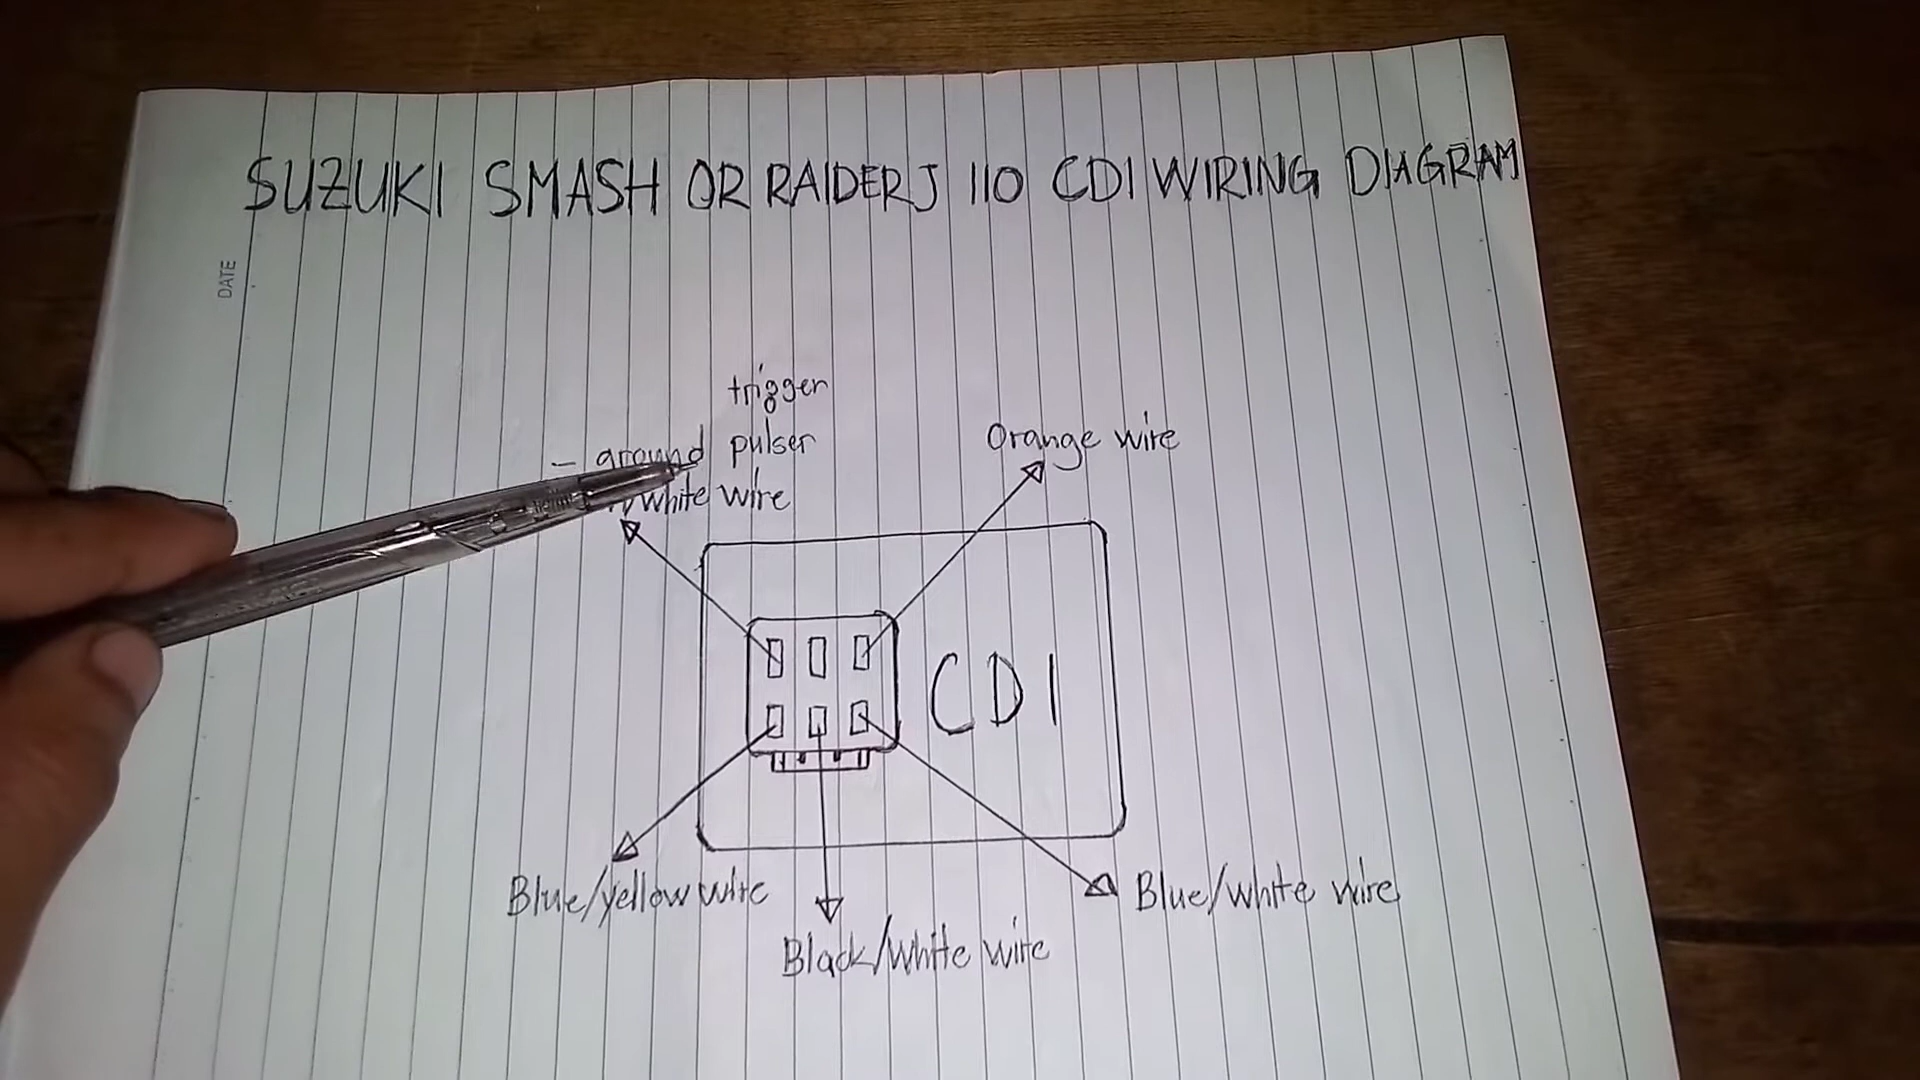 SUZUKI SMASH OR RAIDER J 110 CDI WIRING DIAGRAM
DATE
trigger
- ground pulser
/white wire
Orange wire
CDI
Blue/yellow wire
Blue/white wire
Black/white wire